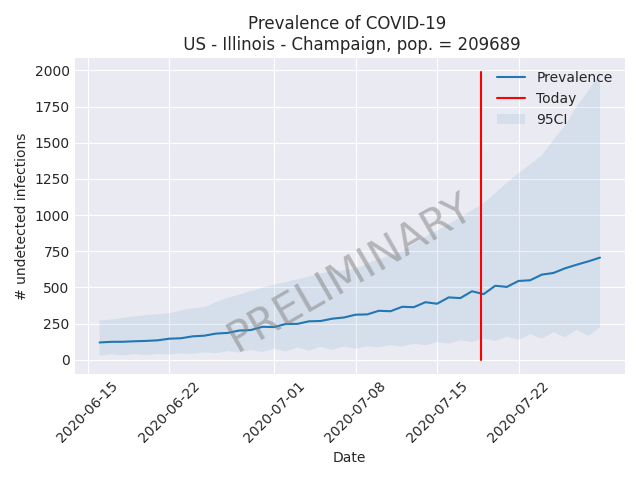 Prevalence of COVID-19
US - Illinois - Champaign, pop. = 209689
# undetected infections
2000
1750
1500
1250
1000
750
500
250
0
Prevalence
Today
95CI
PRELIMINARY
2020-06-15
2020-06-22
2020-07-01
2020-07-08
2020-07-15
2020-07-22
Date